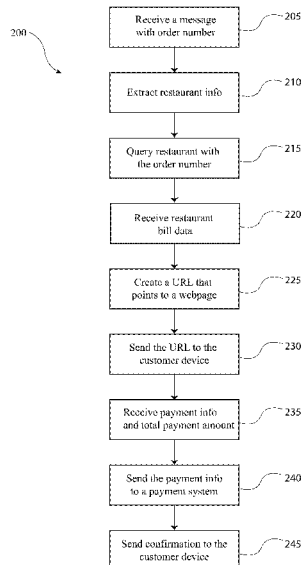 200
Receive a message
with order number
205
Extract restaurant info
210
Query restaurant with
the order number
215
Receive restaurant
bill data
220
Create a URL that
points to a webpage
225
Send the URL to the
customer device
230
Receive payment info
and total payment amount
235
Send the payment info
to a payment system
240
Send confirmation to the
customer device
245